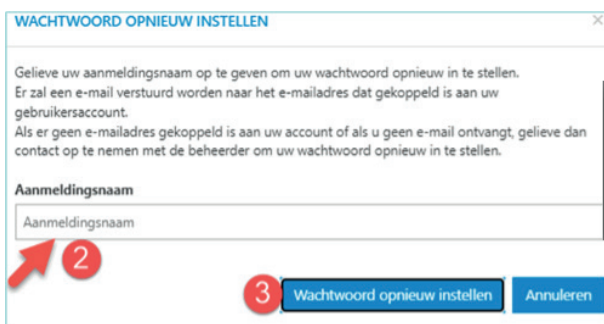 WACHTWOORD OPNIEUW INSTELLEN
Gelieve uw aanmeldingsnaam op te geven om uw wachtwoord opnieuw in te stellen.
Er zal een e-mail verstuurd worden naar het e-mailadres dat gekoppeld is aan uw
gebruikersaccount.
Als er geen e-mailadres gekoppeld is aan uw account of als u geen e-mail ontvangt, gelieve dan
contact op te nemen met de beheerder om uw wachtwoord opnieuw in te stellen.
Aanmeldingsnaam
Aanmeldingsnaam
2
3 Wachtwoord opnieuw instellen Annuleren